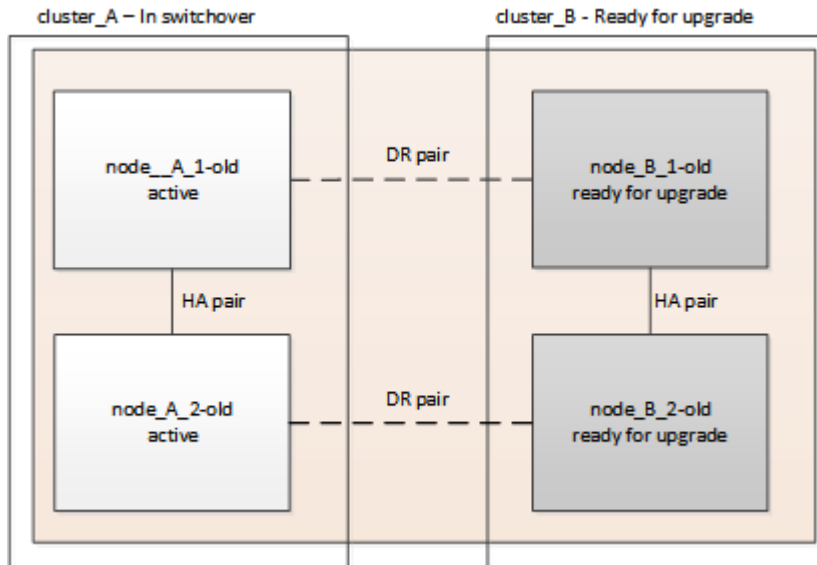 cluster_A – In switchover
cluster_B - Ready for upgrade
node__A_1-old
active
DR pair
node_B_1-old
ready for upgrade
HA pair
HA pair
node_A_2-old
active
DR pair
node_B_2-old
ready for upgrade